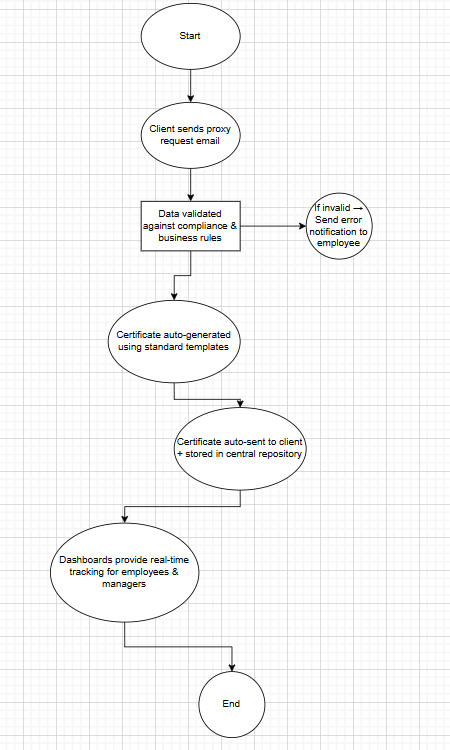 Start
Client sends proxy
request email
Data validated
against compliance &
business rules
If invalid →
Send error
notification to
employee
Certificate auto-generated
using standard templates
Certificate auto-sent to client
+ stored in central repository
Dashboards provide real-time
tracking for employees &
managers
End